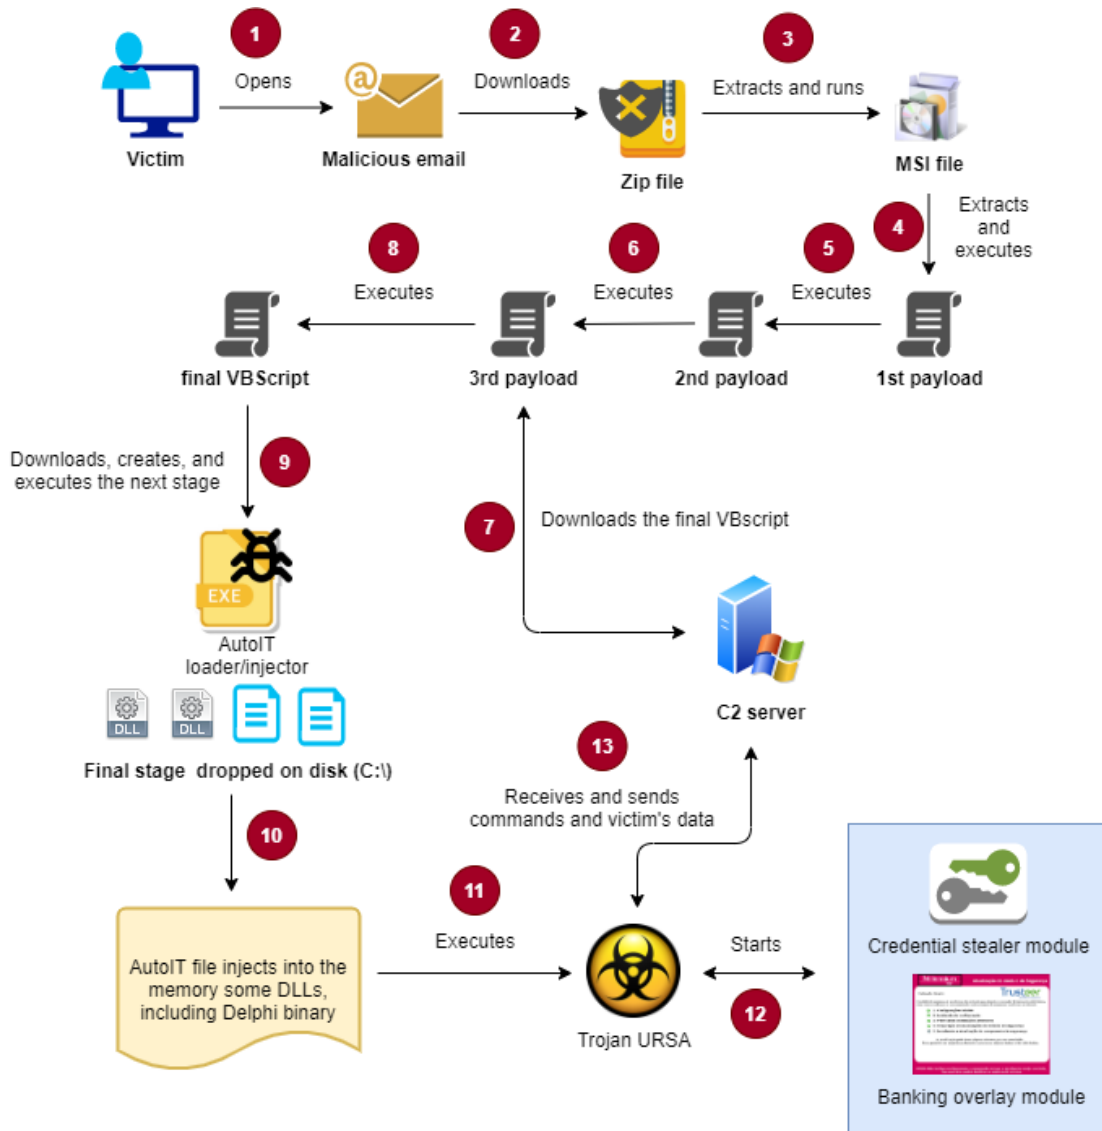 1
2
3
Opens
Downloads
Extracts and runs
@
Victim
Malicious email
Zip file
MSI file
4
Extracts
and
executes
8
6
5
Executes
Executes
Executes
final VBScript
3rd payload
2nd payload
1st payload
Downloads, creates, and
executes the next stage
9
7
Downloads the final VBscript
EXE
AutoIT
loader/injector
DLL
DLL
Final stage dropped on disk (C:\)
C2 server
13
Receives and sends
commands and victim's data
10
11
Executes
AutoIT file injects into the
memory some DLLs,
including Delphi binary
Trojan URSA
Starts
12
Credential stealer module
Trusteer
Banking overlay module